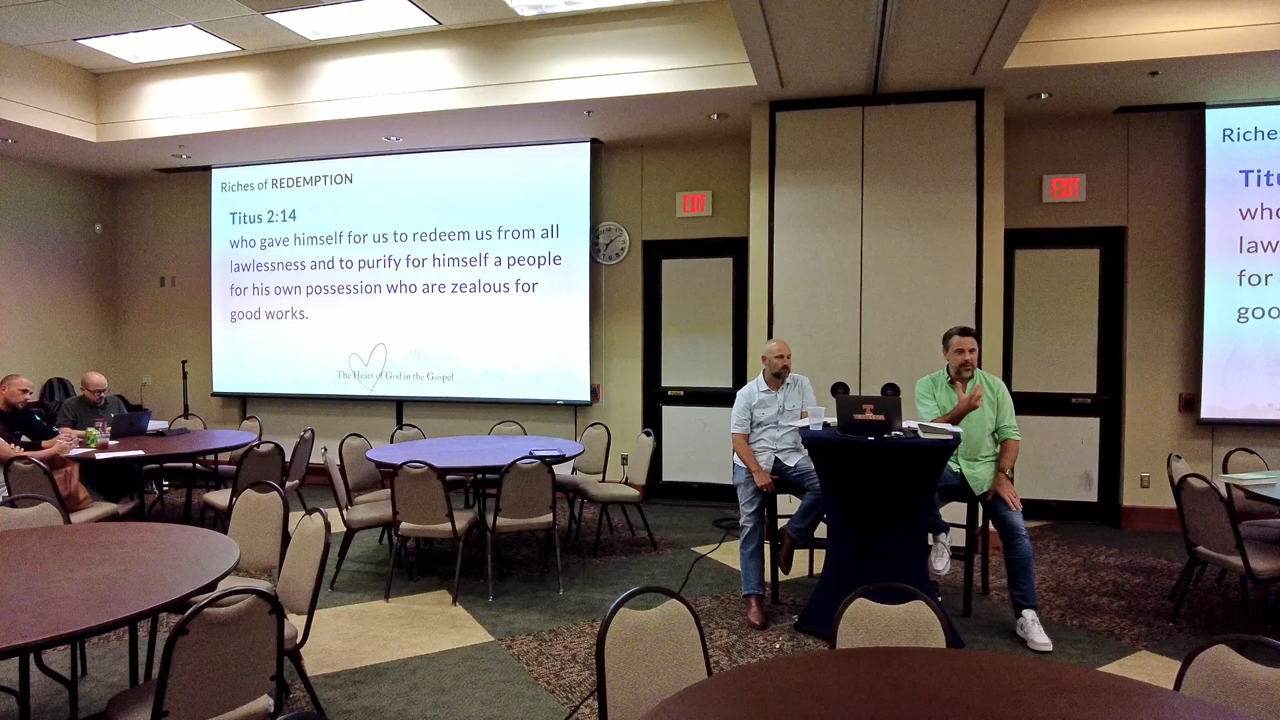 Riches of REDEMPTION
Titus 2:14
who gave himself for us to redeem us from all
lawlessness and to purify for himself a people
for his own possession who are zealous for
good works.
The Heart of God in the Gospel
EXIT
EXIT
Riche
Titu
who
law
for
goo
T